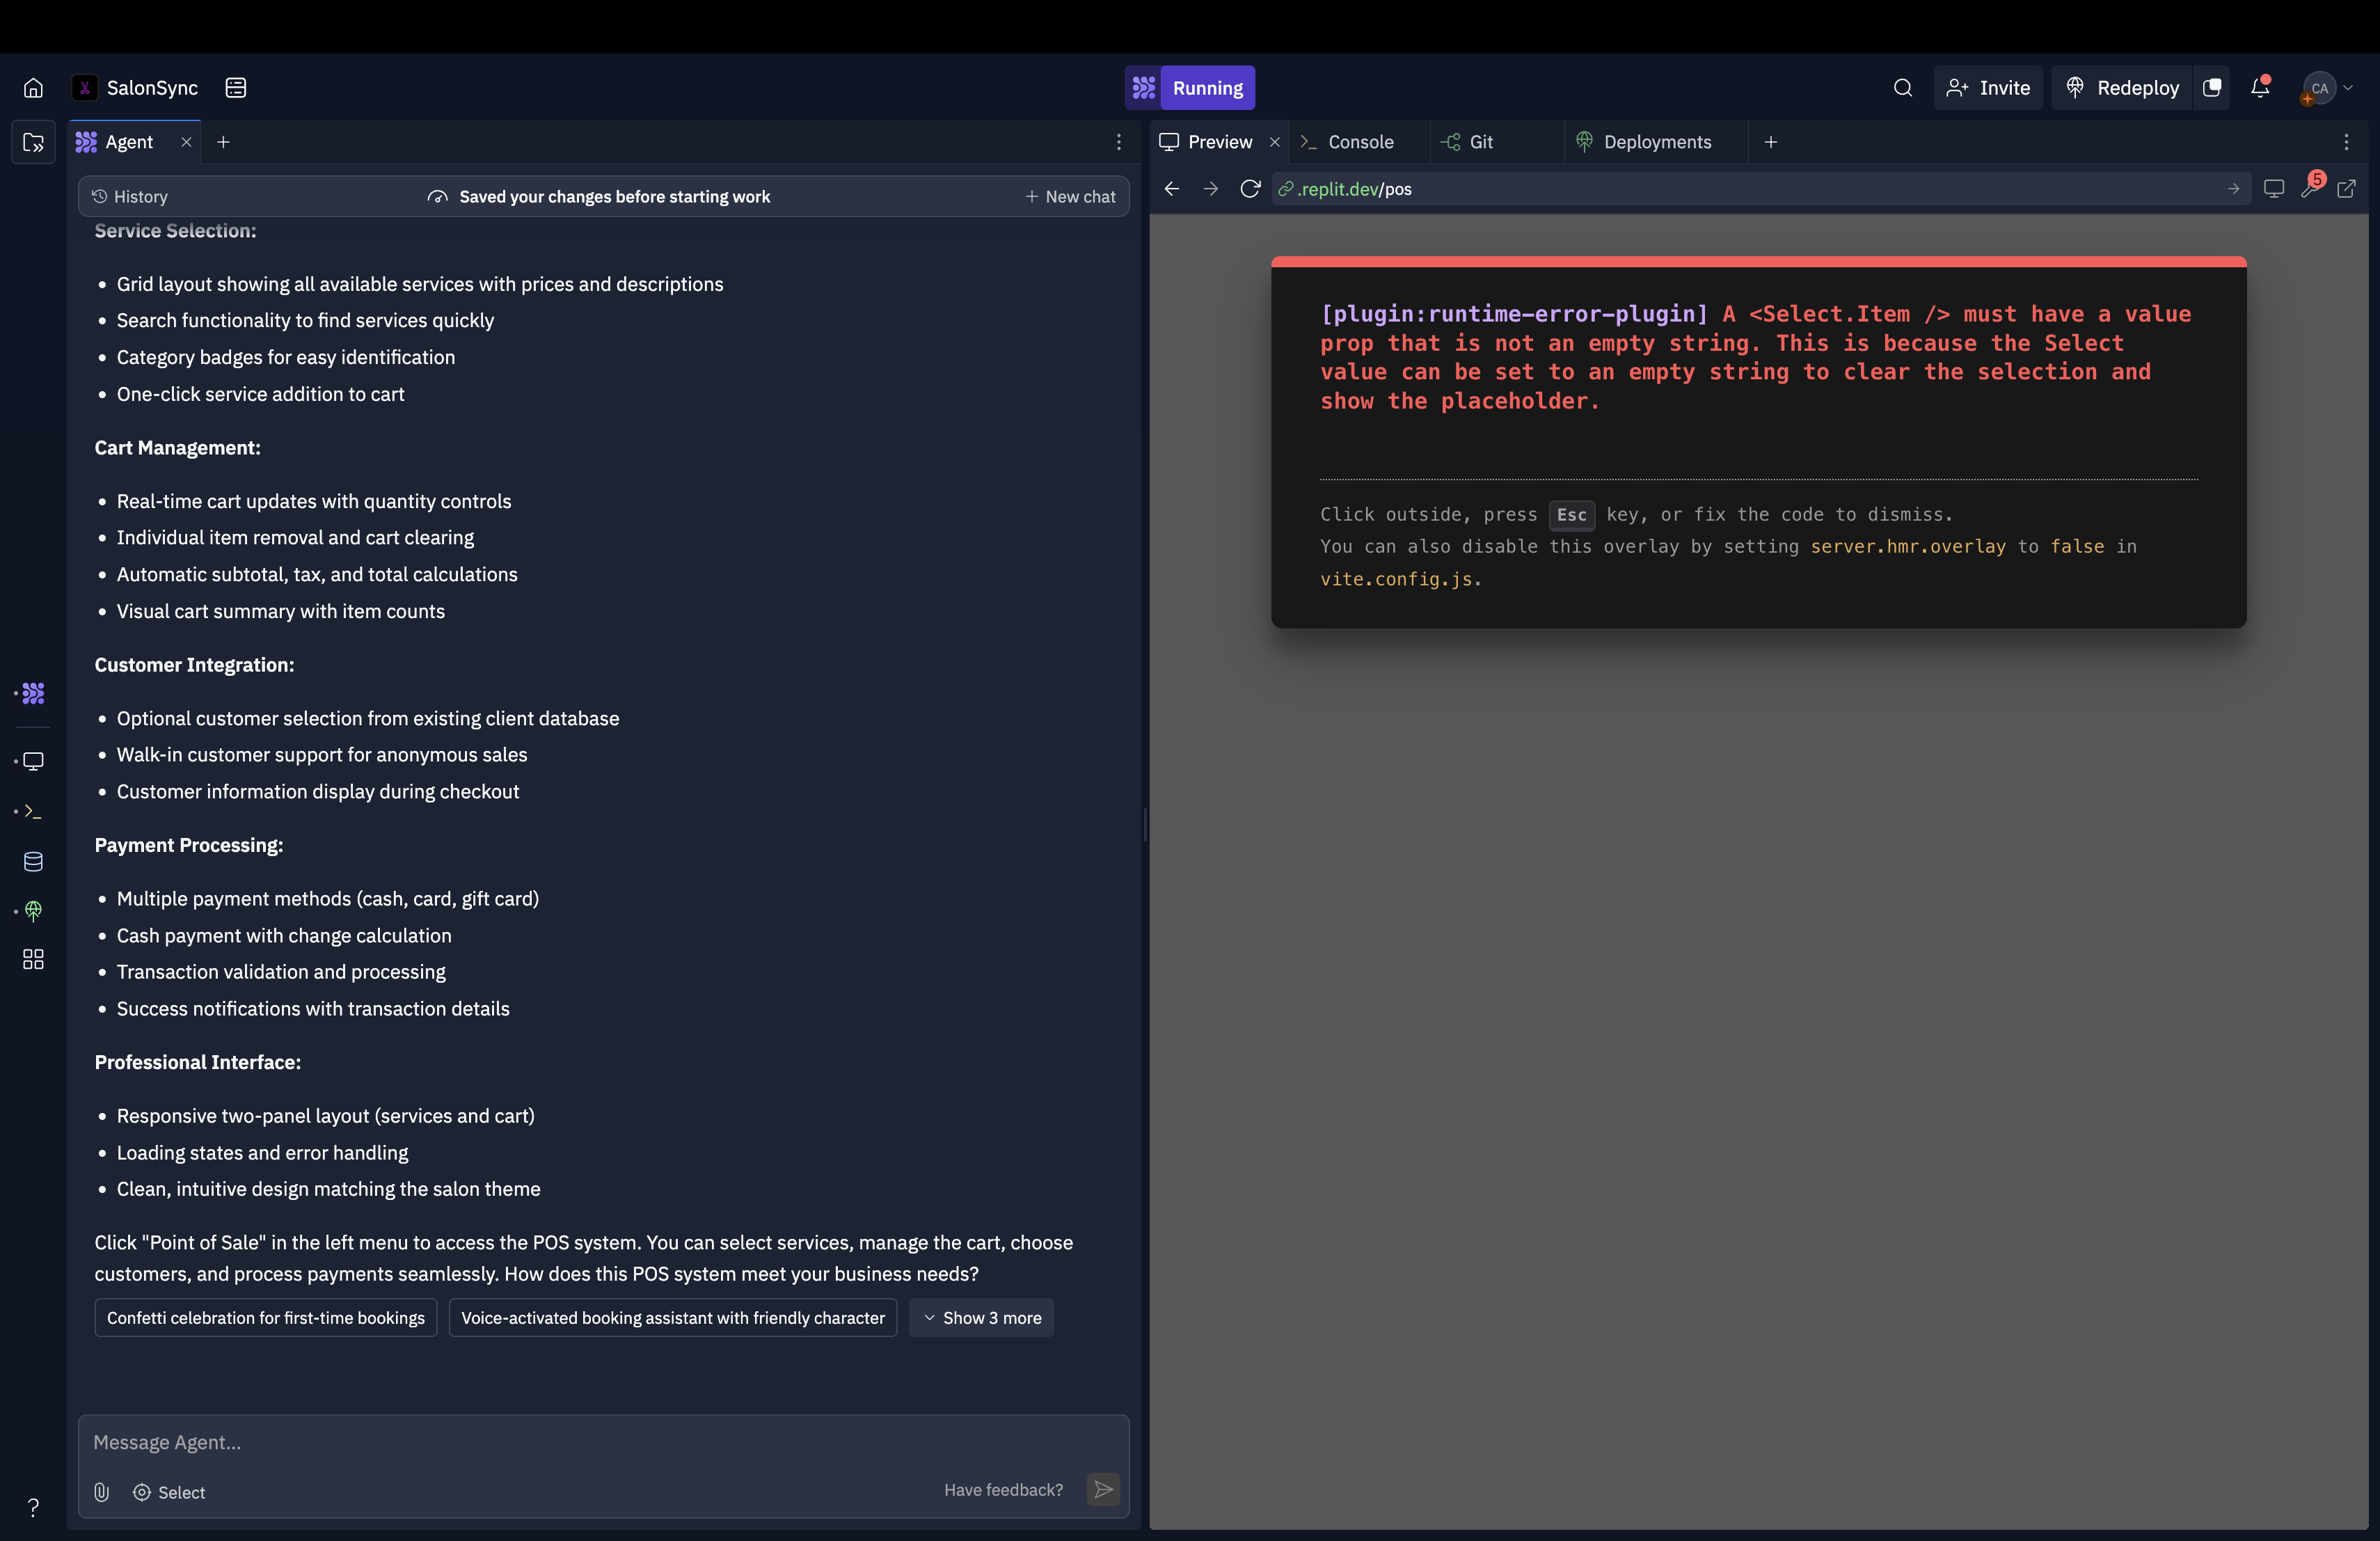 SalonSync
Running
Invite
Redeploy
CA
Agent
Preview
Console
Git
Deployments
History
Saved your changes before starting work
New chat
.replit.dev/pos
5
Service Selection:
Grid layout showing all available services with prices and descriptions
Search functionality to find services quickly
Category badges for easy identification
One-click service addition to cart
Cart Management:
Real-time cart updates with quantity controls
Individual item removal and cart clearing
Automatic subtotal, tax, and total calculations
Visual cart summary with item counts
Customer Integration:
Optional customer selection from existing client database
Walk-in customer support for anonymous sales
Customer information display during checkout
Payment Processing:
Multiple payment methods (cash, card, gift card)
Cash payment with change calculation
Transaction validation and processing
Success notifications with transaction details
Professional Interface:
Responsive two-panel layout (services and cart)
Loading states and error handling
Clean, intuitive design matching the salon theme
Click "Point of Sale" in the left menu to access the POS system. You can select services, manage the cart, choose
customers, and process payments seamlessly. How does this POS system meet your business needs?
Confetti celebration for first-time bookings
Voice-activated booking assistant with friendly character
Show 3 more
Message Agent...
Select
Have feedback?
[plugin:runtime-error-plugin] A <Select.Item /> must have a value
prop that is not an empty string. This is because the Select
value can be set to an empty string to clear the selection and
show the placeholder.
Click outside, press Esc key, or fix the code to dismiss.
You can also disable this overlay by setting server.hmr.overlay to false in
vite.config.js.